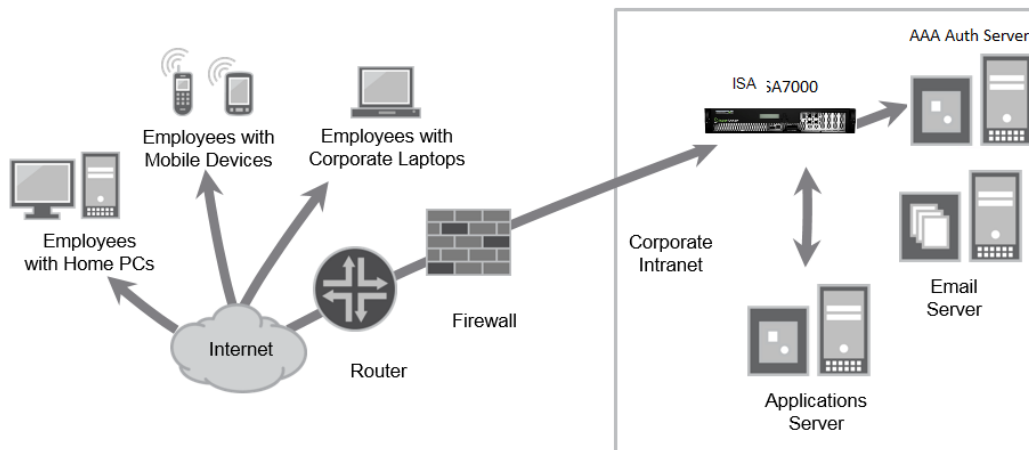 AAA Auth Server
ISA SA7000
Employees with
Mobile Devices
Employees with
Corporate Laptops
Employees
with Home PCs
Corporate
Intranet
Email
Server
Firewall
Internet
Router
Applications
Server